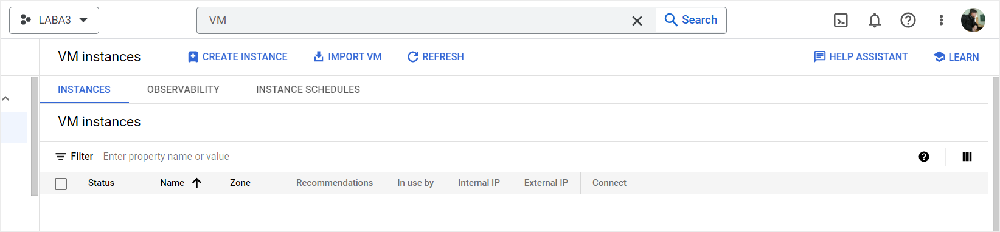 LABA3 VM Search
VM instances CREATE INSTANCE IMPORT VM REFRESH HELP ASSISTANT LEARN
INSTANCES OBSERVABILITY INSTANCE SCHEDULES
VM instances
Filter Enter property name or value
Status Name Zone Recommendations In use by Internal IP External IP Connect